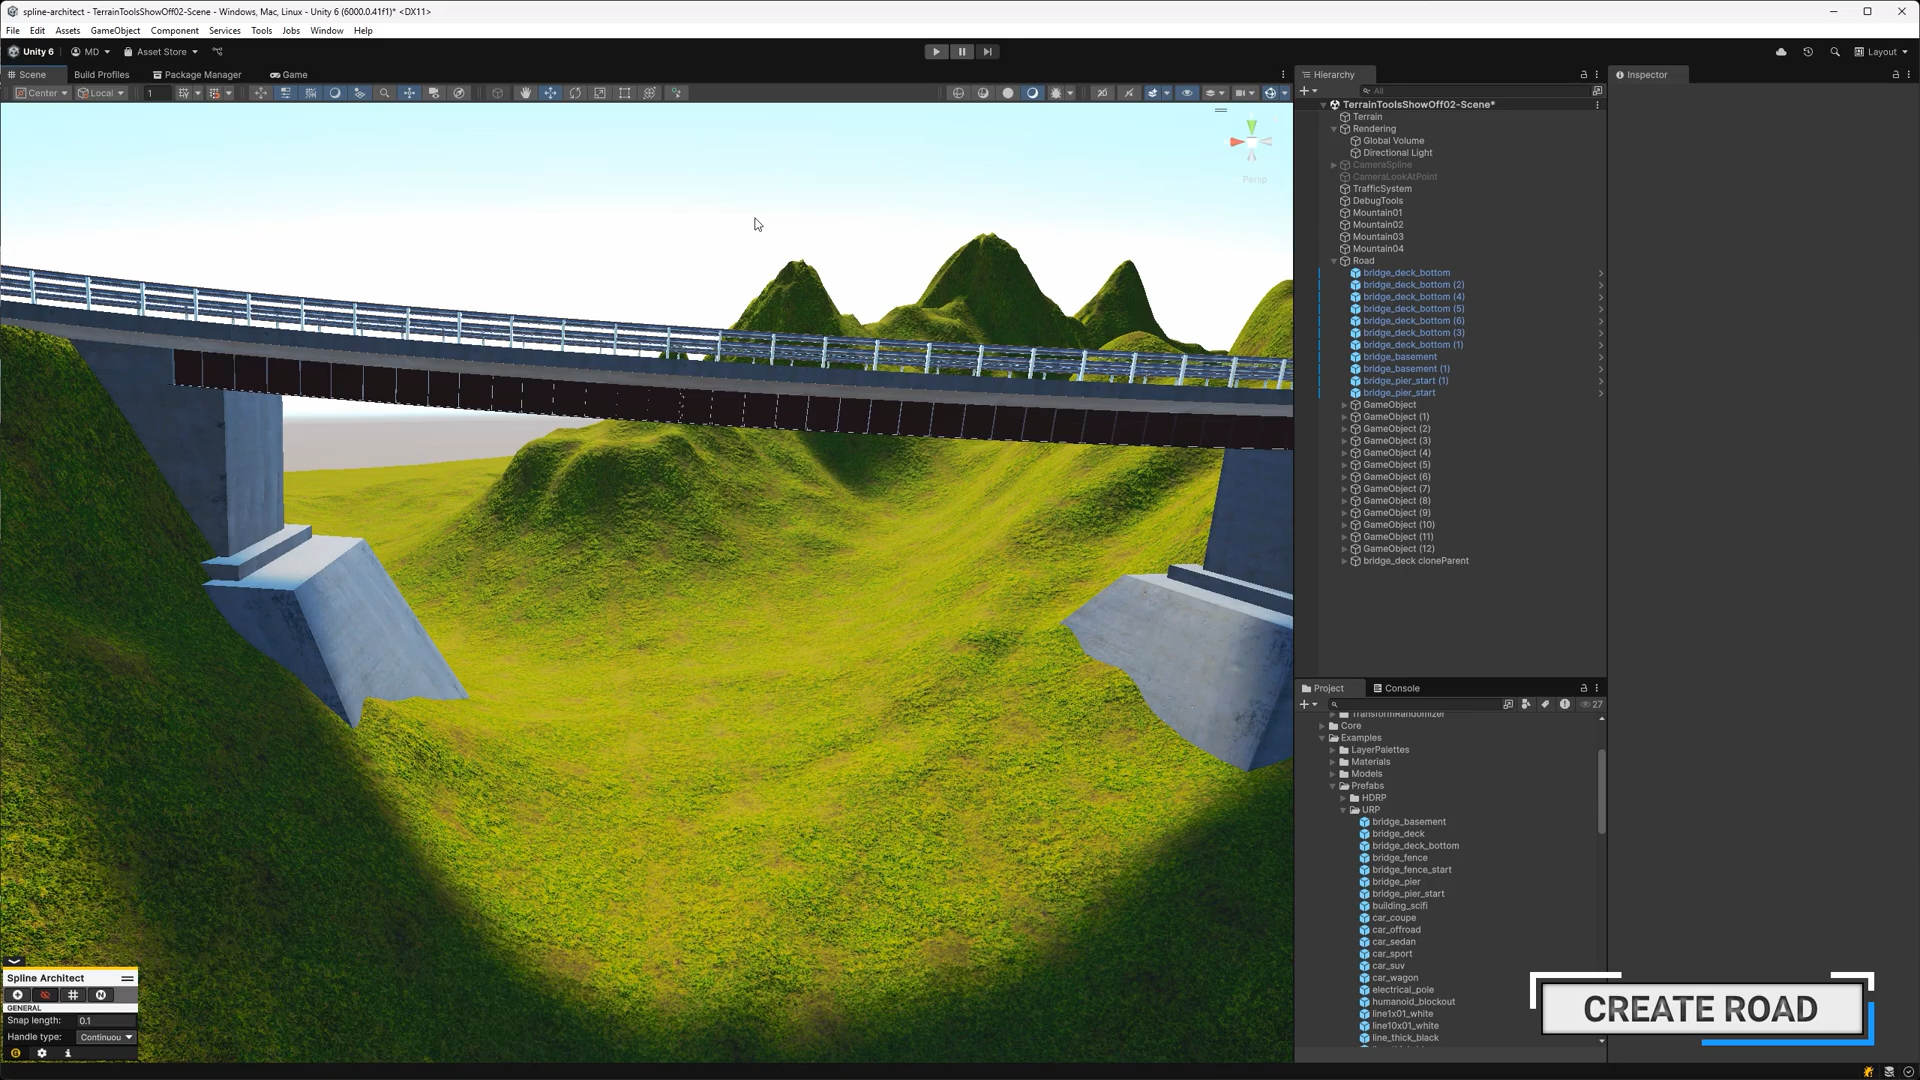 spline-architect - TerrainToolsShowOff02-Scene - Windows, Mac, Linux - Unity 6 (6000.0.41f1)* <DX11>
File Edit Assets GameObject Component Services Tools Jobs Window Help
Unity 6 MD Asset Store Layout
Scene Build Profiles Package Manager Game
Center Local 1
Persp
Hierarchy
All
TerrainToolsShowOff02-Scene*
Terrain
Rendering
Global Volume
Directional Light
CameraSpline
CameraLookAtPoint
TrafficSystem
DebugTools
Mountain01
Mountain02
Mountain03
Mountain04
Road
bridge_deck_bottom
bridge_deck_bottom (2)
bridge_deck_bottom (4)
bridge_deck_bottom (5)
bridge_deck_bottom (6)
bridge_deck_bottom (3)
bridge_deck_bottom (1)
bridge_basement
bridge_basement (1)
bridge_pier_start (1)
bridge_pier_start
GameObject
GameObject (1)
GameObject (2)
GameObject (3)
GameObject (4)
GameObject (5)
GameObject (6)
GameObject (7)
GameObject (8)
GameObject (9)
GameObject (10)
GameObject (11)
GameObject (12)
bridge_deck cloneParent
Inspector
Project Console
27
TransformRandomizer
Core
Examples
LayerPalettes
Materials
Models
Prefabs
HDRP
URP
bridge_basement
bridge_deck
bridge_deck_bottom
bridge_fence
bridge_fence_start
bridge_pier
bridge_pier_start
building_scifi
car_coupe
car_offroad
car_sedan
car_sport
car_suv
car_wagon
electrical_pole
humanoid_blockout
line1x01_white
line10x01_white
line_thick_black
Spline Architect
N
GENERAL
Snap length: 0.1
Handle type: Continuou
CREATE ROAD